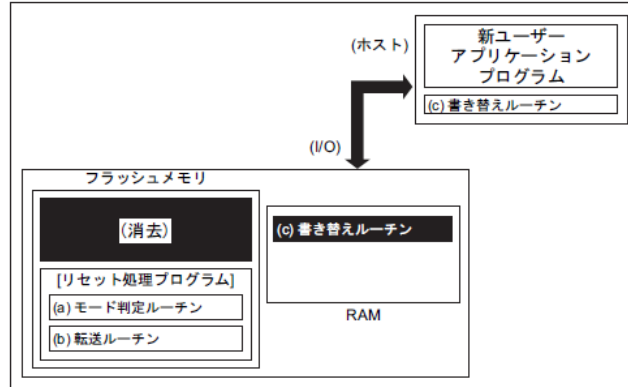 (ホスト)
新ユーザー
アプリケーション
プログラム
(c) 書き替えルーチン
(I/O)
フラッシュメモリ
(消去)
[リセット処理プログラム]
(a) モード判定ルーチン
(b) 転送ルーチン
(c) 書き替えルーチン
RAM